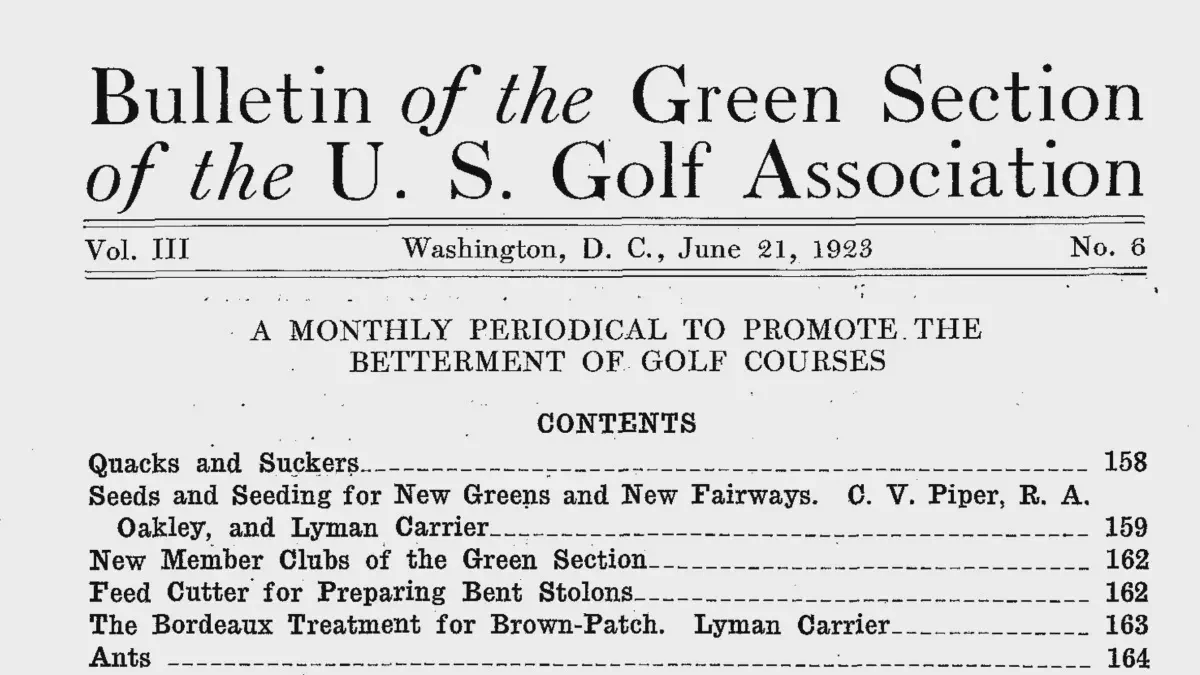 Bulletin of the Green Section
of the U. S. Golf Association
Vol. III Washington, D. C., June 21, 1923 No. 6
A MONTHLY PERIODICAL TO PROMOTE THE
BETTERMENT OF GOLF COURSES
CONTENTS
Quacks and Suckers 158
Seeds and Seeding for New Greens and New Fairways. C. V. Piper, R. A.
Oakley, and Lyman Carrier 159
New Member Clubs of the Green Section 162
Feed Cutter for Preparing Bent Stolons 162
The Bordeaux Treatment for Brown-Patch. Lyman Carrier 163
Ants 164